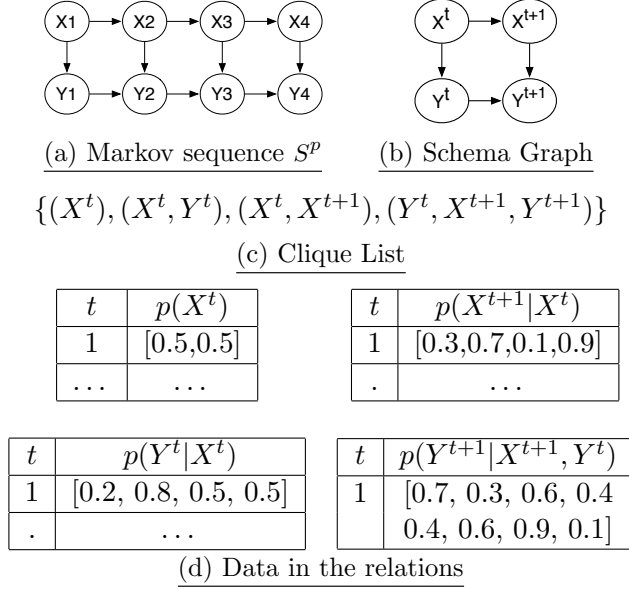 X1 X2 X3 X4 X^t X^{t+1}
Y1 Y2 Y3 Y4 Y^t Y^{t+1}
(a) Markov sequence S^p (b) Schema Graph
{(X^t), (X^t, Y^t), (X^t, X^{t+1}), (Y^t, X^{t+1}, Y^{t+1})}
(c) Clique List
t p(X^t) t p(X^{t+1}|X^t)
1 [0.5,0.5] 1 [0.3,0.7,0.1,0.9]
... ... . ...
t p(Y^t|X^t) t p(Y^{t+1}|X^{t+1}, Y^t)
1 [0.2, 0.8, 0.5, 0.5] 1 [0.7, 0.3, 0.6, 0.4
. ... 0.4, 0.6, 0.9, 0.1]
(d) Data in the relations